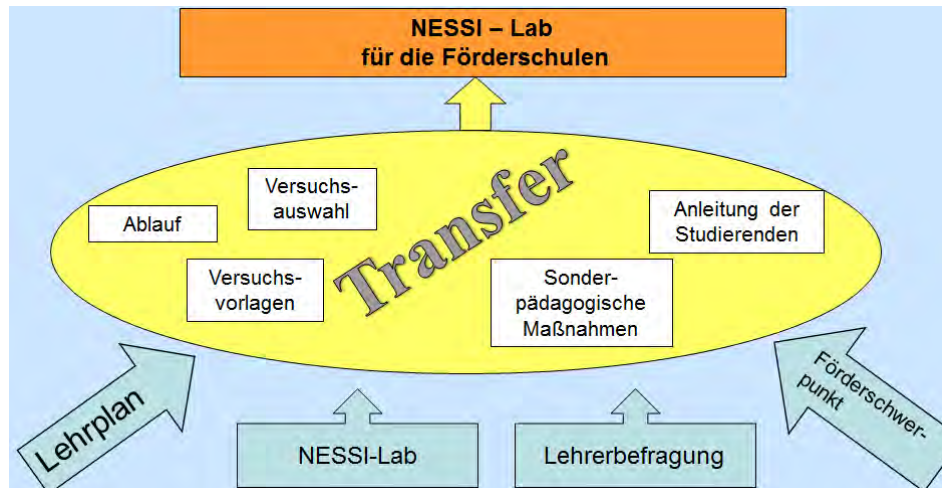 NESSI – Lab
für die Förderschulen
Transfer
Ablauf
Versuchs-
auswahl
Versuchs-
vorlagen
Sonder-
pädagogische
Maßnahmen
Anleitung der
Studierenden
Lehrplan
NESSI-Lab
Lehrerbefragung
Förderschwer-
punkt